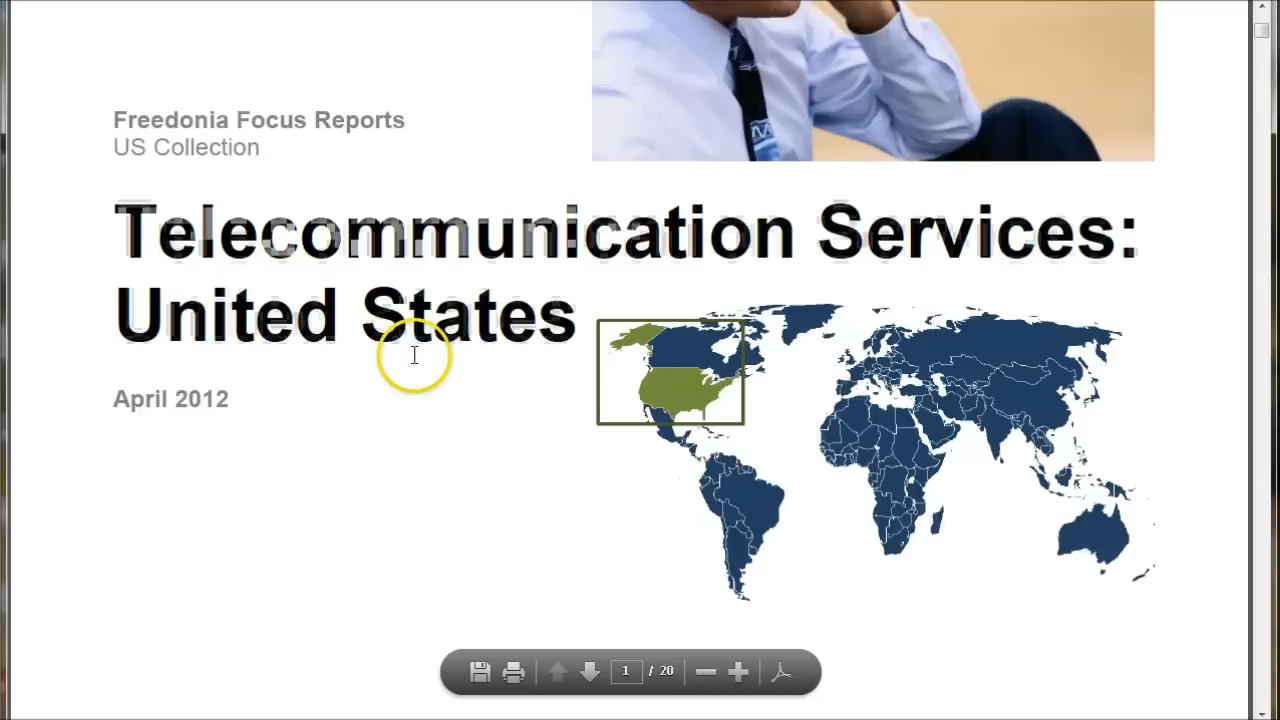 Freedonia Focus Reports
US Collection
Telecommunication Services:
United States
April 2012
1 / 20